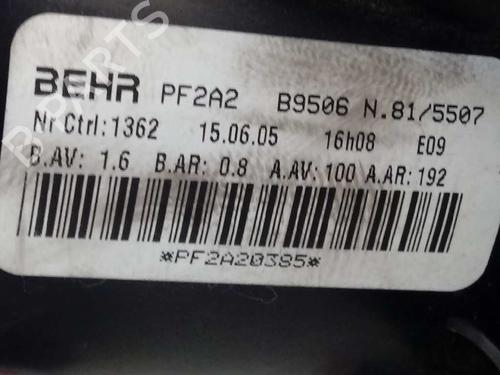 BEHR PF2A2 B9506 N.81/5507
Nr Ctrl:1362 15.06.05 16h08 E09
B.AV: 1.6 B.AR: 0.8 A.AV: 100 A.AR: 192
*PF2A20385*
B PARTS